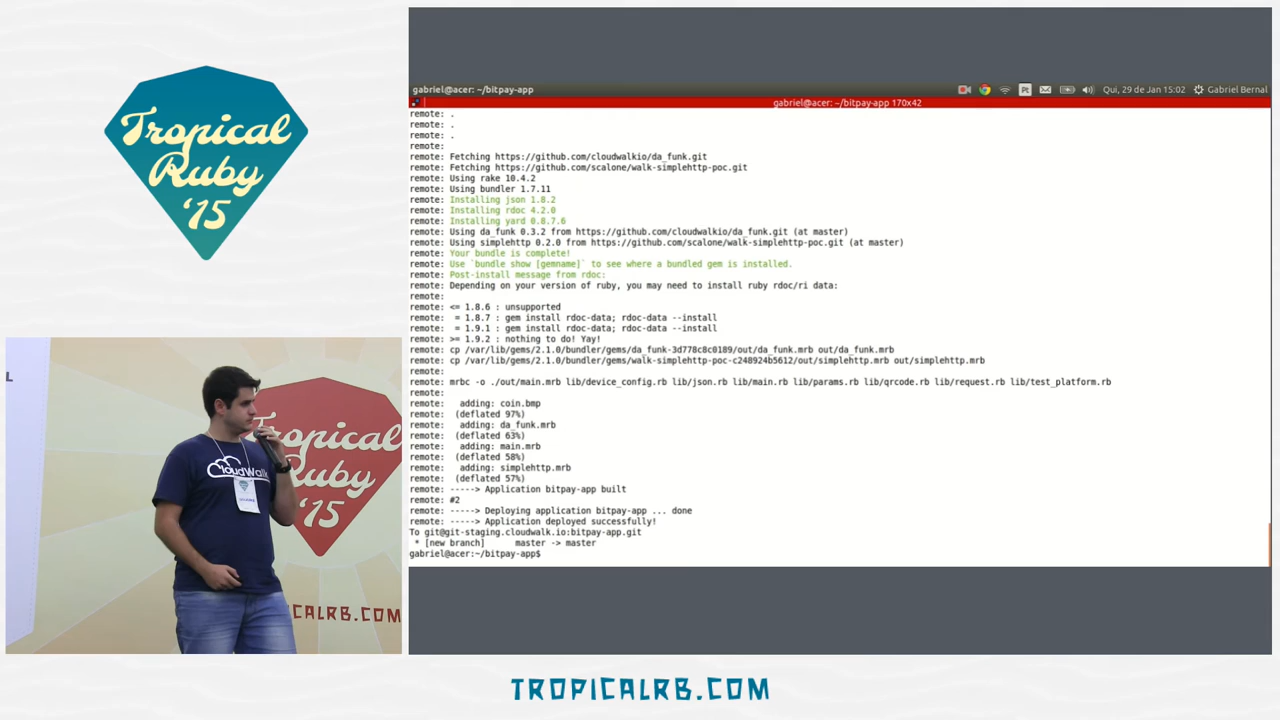 Tropical
Ruby
'15
gabriel@acer: ~/bitpay-app
Pt
Qui, 29 de Jan 15:02
Gabriel Bernal
gabriel@acer: ~/bitpay-app 170x42
remote: .
remote: .
remote: .
remote:
remote: Fetching https://github.com/cloudwalkio/da_funk.git
remote: Fetching https://github.com/scalone/walk-simplehttp-poc.git
remote: Using rake 10.4.2
remote: Using bundler 1.7.11
remote: Installing json 1.8.2
remote: Installing rdoc 4.2.0
remote: Installing yard 0.8.7.6
remote: Using da_funk 0.3.2 from https://github.com/cloudwalkio/da_funk.git (at master)
remote: Using simplehttp 0.2.0 from https://github.com/scalone/walk-simplehttp-poc.git (at master)
remote: Your bundle is complete!
remote: Use `bundle show [gemname]` to see where a bundled gem is installed.
remote: Post-install message from rdoc:
remote: Depending on your version of ruby, you may need to install ruby rdoc/ri data:
remote:
remote: <= 1.8.6 : unsupported
remote:  = 1.8.7 : gem install rdoc-data; rdoc-data --install
remote:  = 1.9.1 : gem install rdoc-data; rdoc-data --install
remote: >= 1.9.2 : nothing to do! Yay!
remote: cp /var/lib/gems/2.1.0/bundler/gems/da_funk-3d778c8c0189/out/da_funk.mrb out/da_funk.mrb
remote: cp /var/lib/gems/2.1.0/bundler/gems/walk-simplehttp-poc-c248924b5612/out/simplehttp.mrb out/simplehttp.mrb
remote:
remote: mrbc -o ./out/main.mrb lib/device_config.rb lib/json.rb lib/main.rb lib/params.rb lib/qrcode.rb lib/request.rb lib/test_platform.rb
remote:
remote:   adding: coin.bmp
remote:  (deflated 97%)
remote:   adding: da_funk.mrb
remote:  (deflated 63%)
remote:   adding: main.mrb
remote:  (deflated 58%)
remote:   adding: simplehttp.mrb
remote:  (deflated 57%)
remote: -----> Application bitpay-app built
remote: #2
remote: -----> Deploying application bitpay-app ... done
remote: -----> Application deployed successfully!
To git@git-staging.cloudwalk.io:bitpay-app.git
 * [new branch]      master -> master
gabriel@acer:~/bitpay-app$
Tropical
Ruby
'15
CloudWalk
ICALRB.COM
TROPICALRB.COM